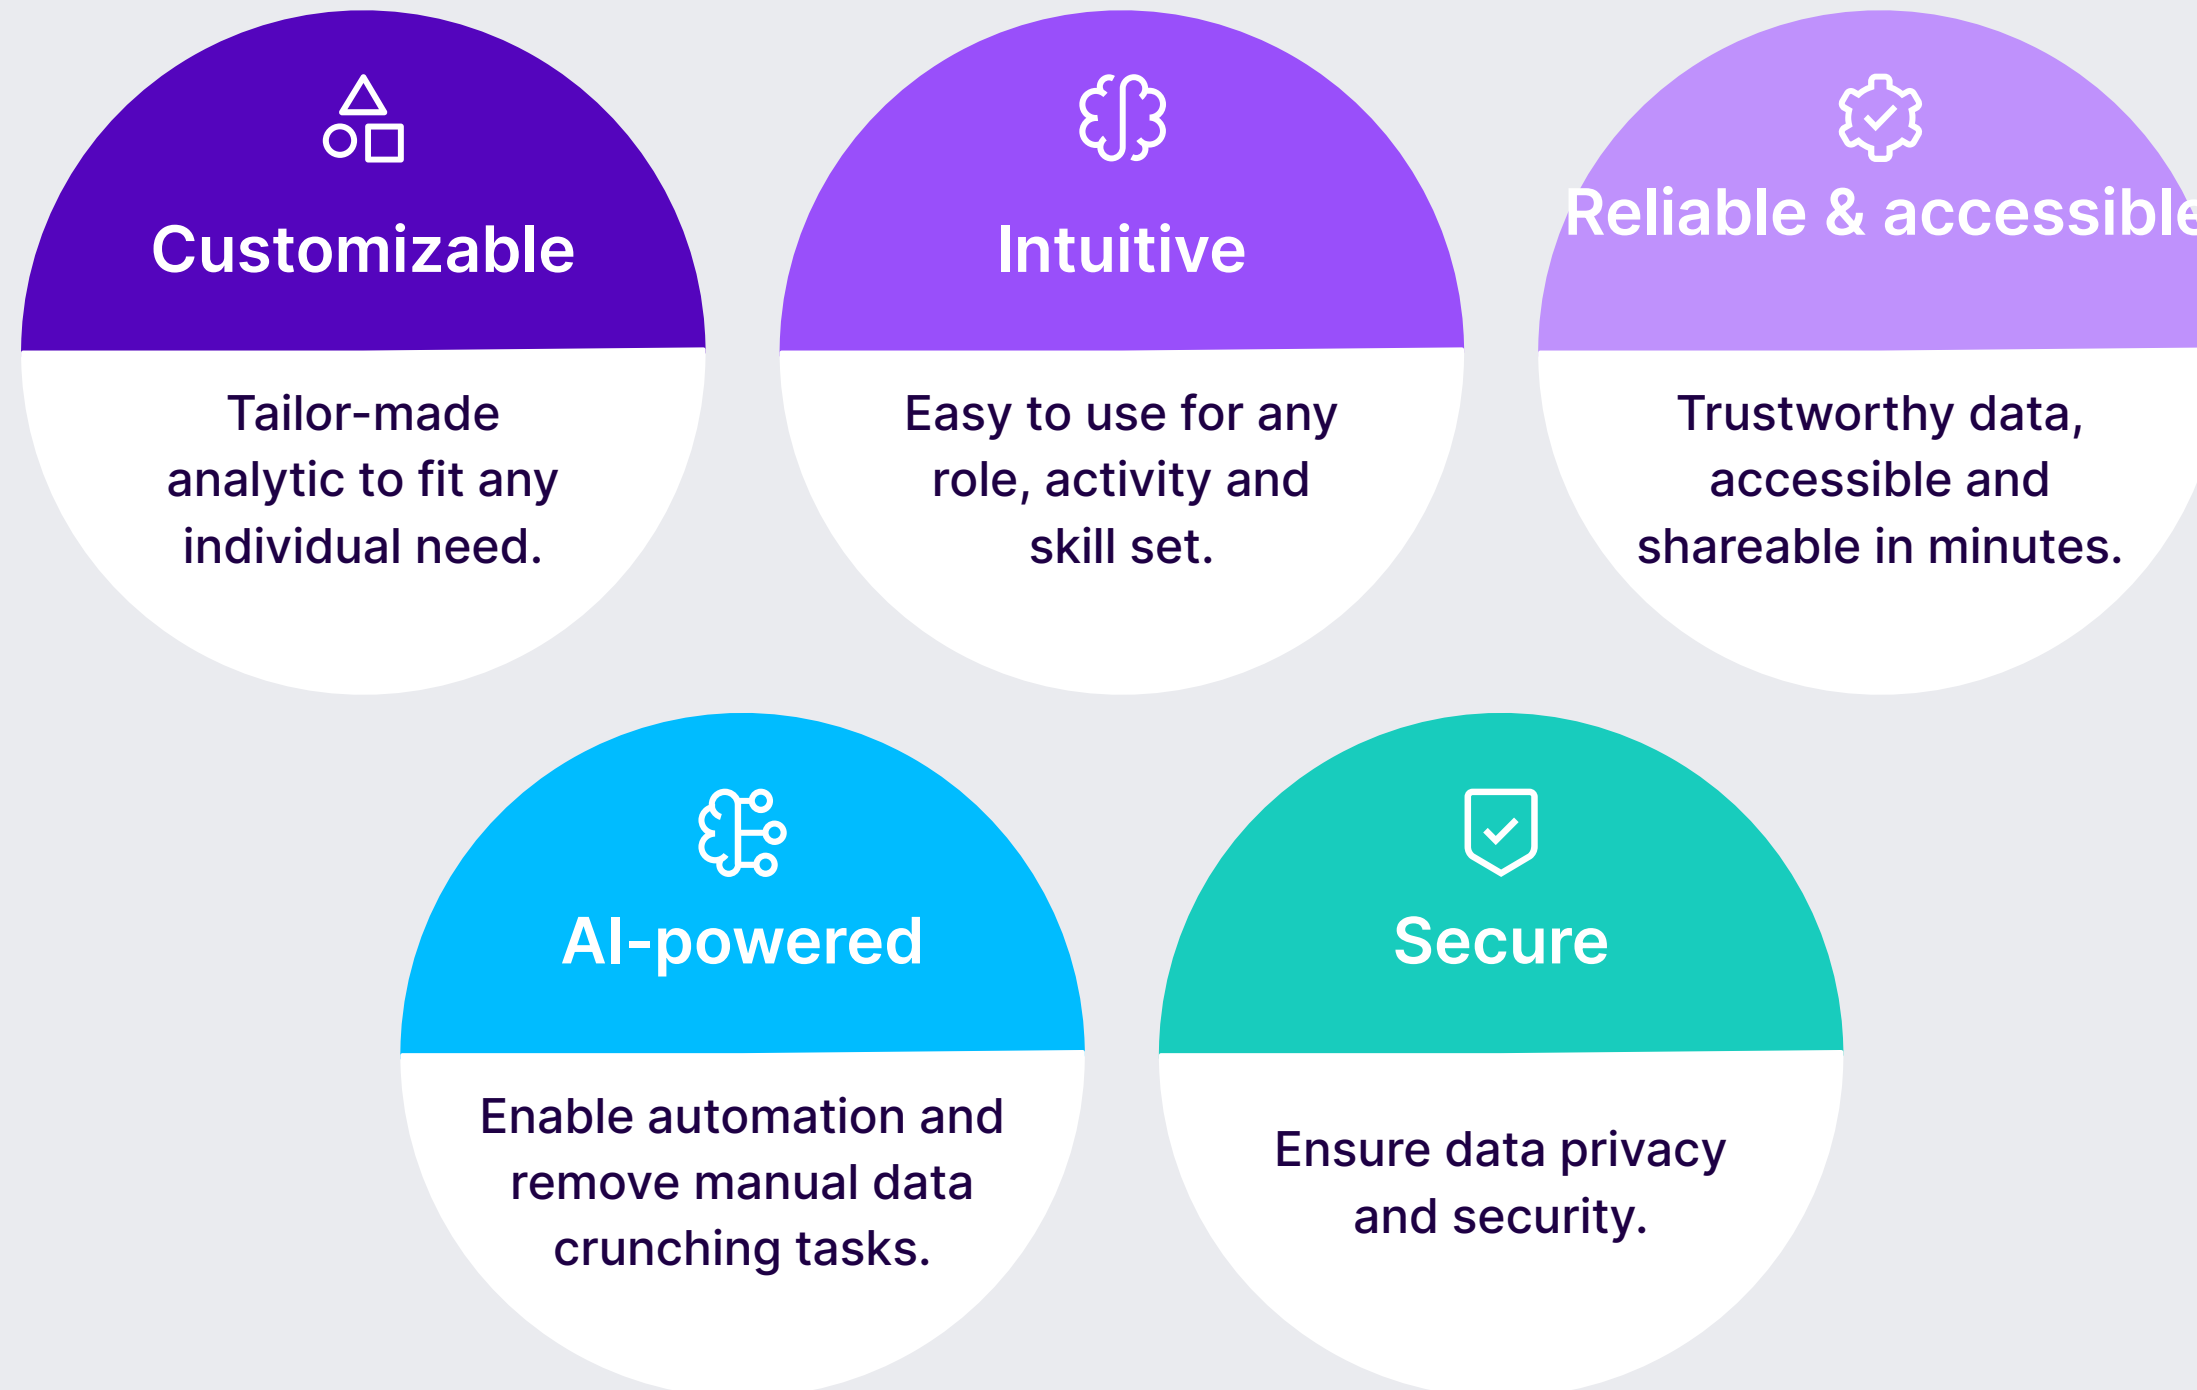 Customizable
Tailor-made
analytic to fit any
individual need.
Intuitive
Easy to use for any
role, activity and
skill set.
Reliable & accessible
Trustworthy data,
accessible and
shareable in minutes.
AI-powered
Enable automation and
remove manual data
crunching tasks.
Secure
Ensure data privacy
and security.